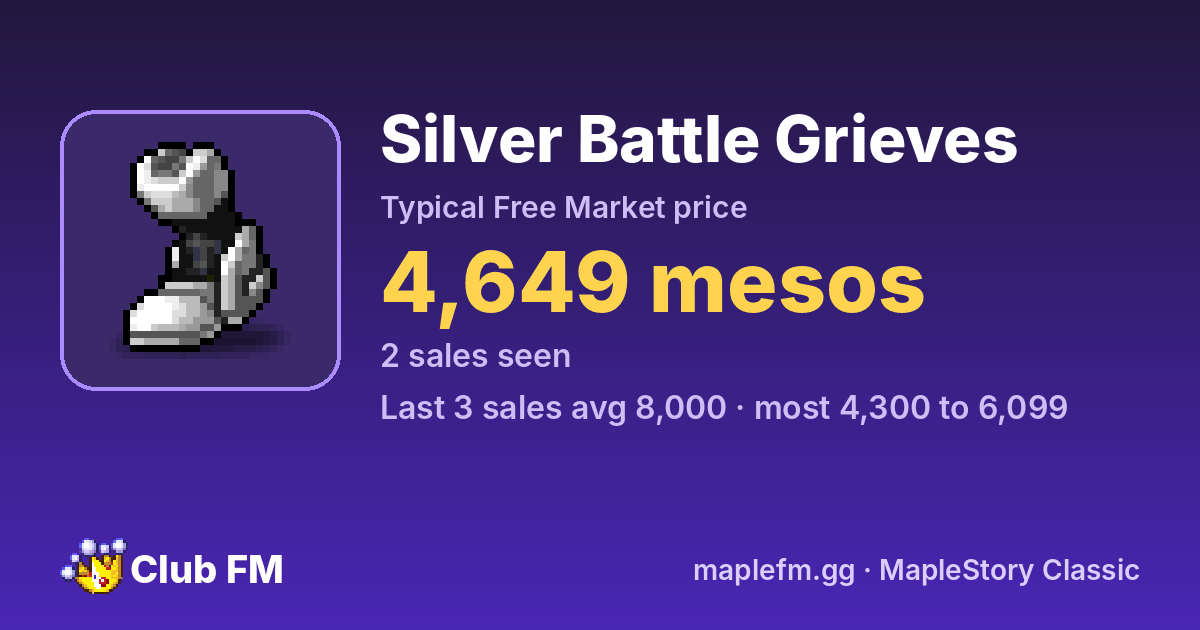 Silver Battle Grieves
Typical Free Market price
4,649 mesos
2 sales seen
Last 3 sales avg 8,000 · most 4,300 to 6,099
Club FM
maplefm.gg · MapleStory Classic